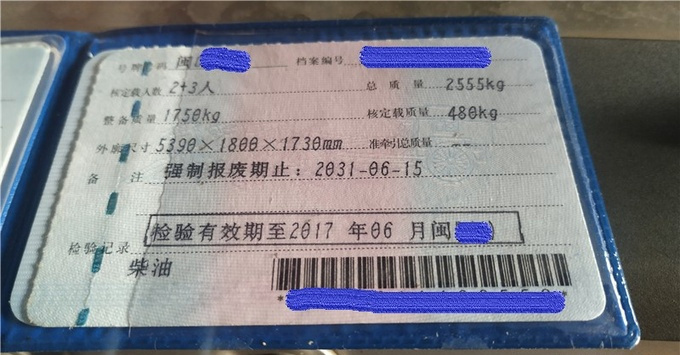 号牌号码 闽 档案编号
核定载人数 2+3人 总质量 2555kg
整备质量 1750kg 核定载质量 480kg
外廓尺寸 5390×1800×1730mm 准牵引总质量 --
备注 强制报废期止：2031-06-15
检验有效期至2017 年06 月闽
检验记录
柴油